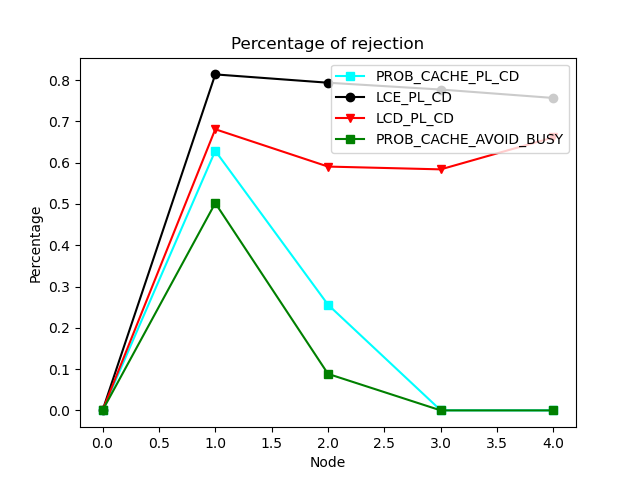 Percentage of rejection
PROB_CACHE_PL_CD
LCE_PL_CD
LCD_PL_CD
PROB_CACHE_AVOID_BUSY
Percentage
0.8
0.7
0.6
0.5
0.4
0.3
0.2
0.1
0.0
0.0 0.5 1.0 1.5 2.0 2.5 3.0 3.5 4.0
Node